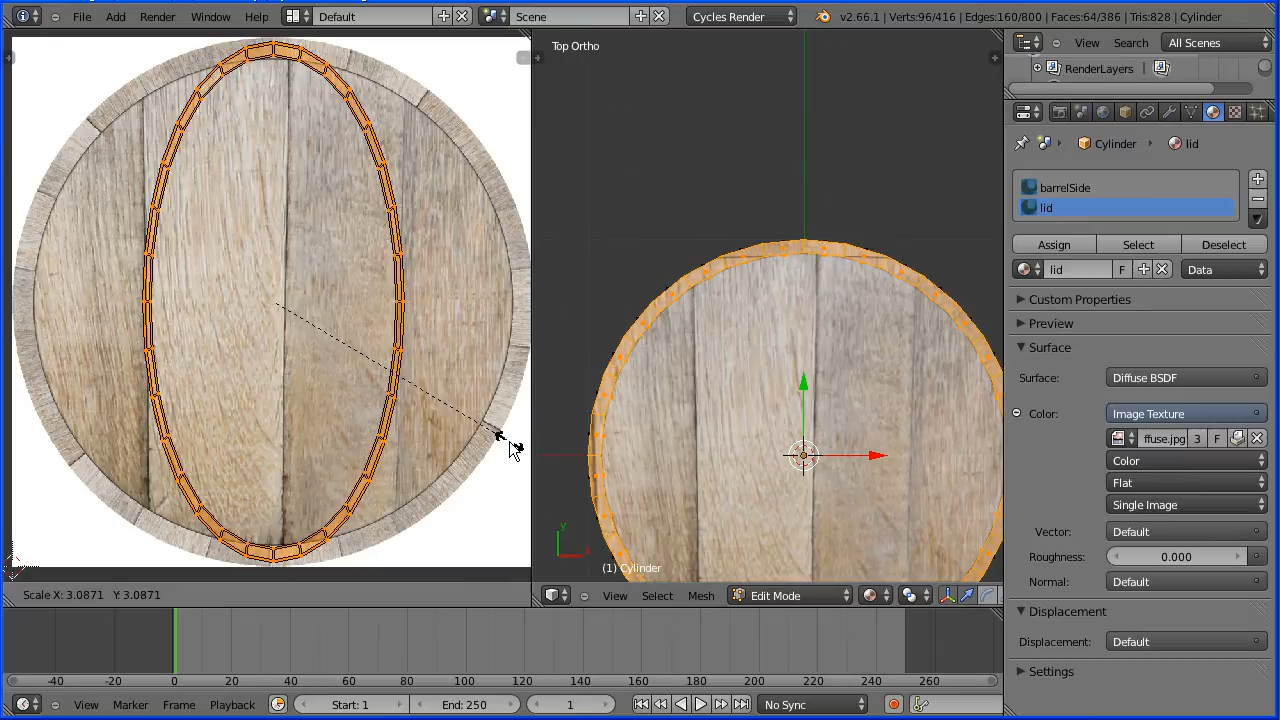 File Add Render Window Help Default Scene Cycles Render v2.66.1 | Verts:96/416 | Edges:160/800 | Faces:64/386 | Tris:828 | Cylinder
Top Ortho
View Search All Scenes
RenderLayers
Cylinder lid
barrelSide
lid
Assign Select Deselect
lid F Data
Custom Properties
Preview
Surface
Surface: Diffuse BSDF
Color: Image Texture
ffuse.jpg 3 F
Color
Flat
Single Image
Vector: Default
Roughness: 0.000
Normal: Default
Displacement
Displacement: Default
Settings
y
(1) Cylinder
Scale X: 3.0871 Y: 3.0871
View Select Mesh Edit Mode
-40 -20 0 20 40 60 80 100 120 140 160 180 200 220 240 260
View Marker Frame Playback Start: 1 End: 250 1 No Sync